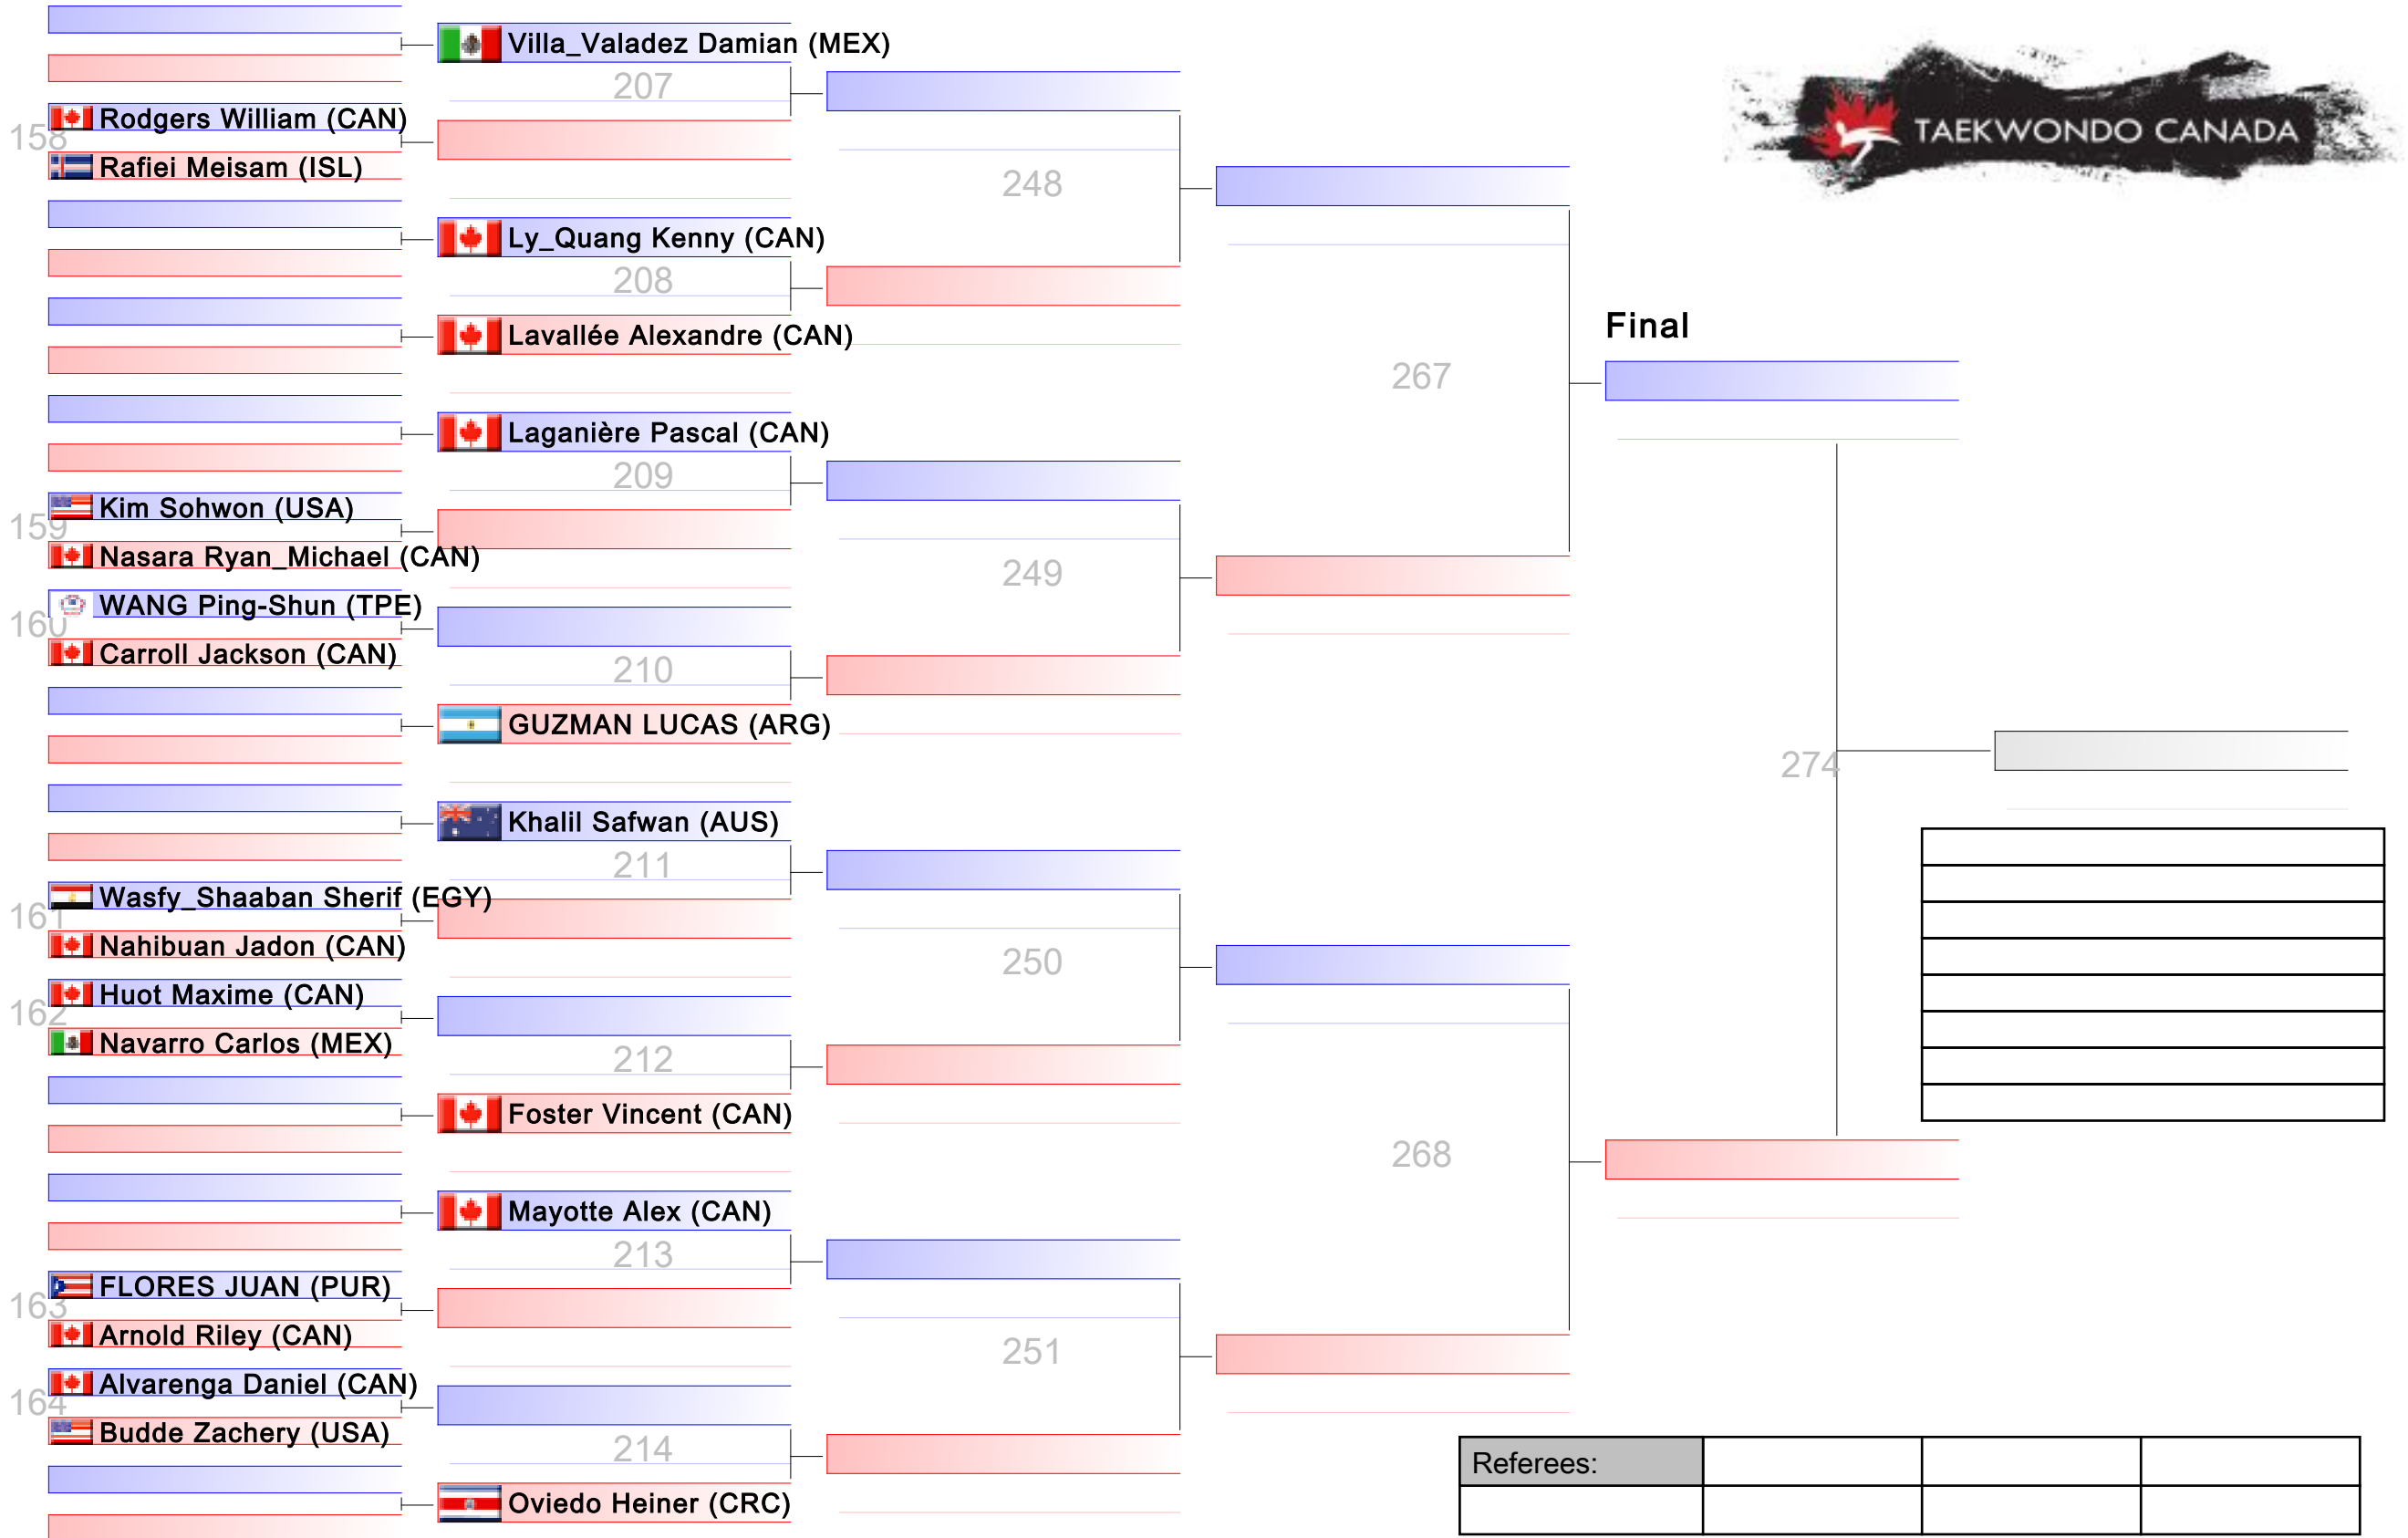 Villa_Valadez Damian (MEX)
207
Rodgers William (CAN)
158
Rafiei Meisam (ISL)
TAEKWONDO CANADA
248
Ly_Quang Kenny (CAN)
208
Lavallée Alexandre (CAN)
Final
267
Laganière Pascal (CAN)
209
Kim Sohwon (USA)
159
Nasara Ryan_Michael (CAN)
249
WANG Ping-Shun (TPE)
160
Carroll Jackson (CAN)
210
GUZMAN LUCAS (ARG)
274
Khalil Safwan (AUS)
211
Wasfy_Shaaban Sherif (EGY)
161
Nahibuan Jadon (CAN)
250
Huot Maxime (CAN)
162
Navarro Carlos (MEX)
212
Foster Vincent (CAN)
268
Mayotte Alex (CAN)
213
FLORES JUAN (PUR)
163
Arnold Riley (CAN)
251
Alvarenga Daniel (CAN)
164
Budde Zachery (USA)
214
Referees:
Oviedo Heiner (CRC)